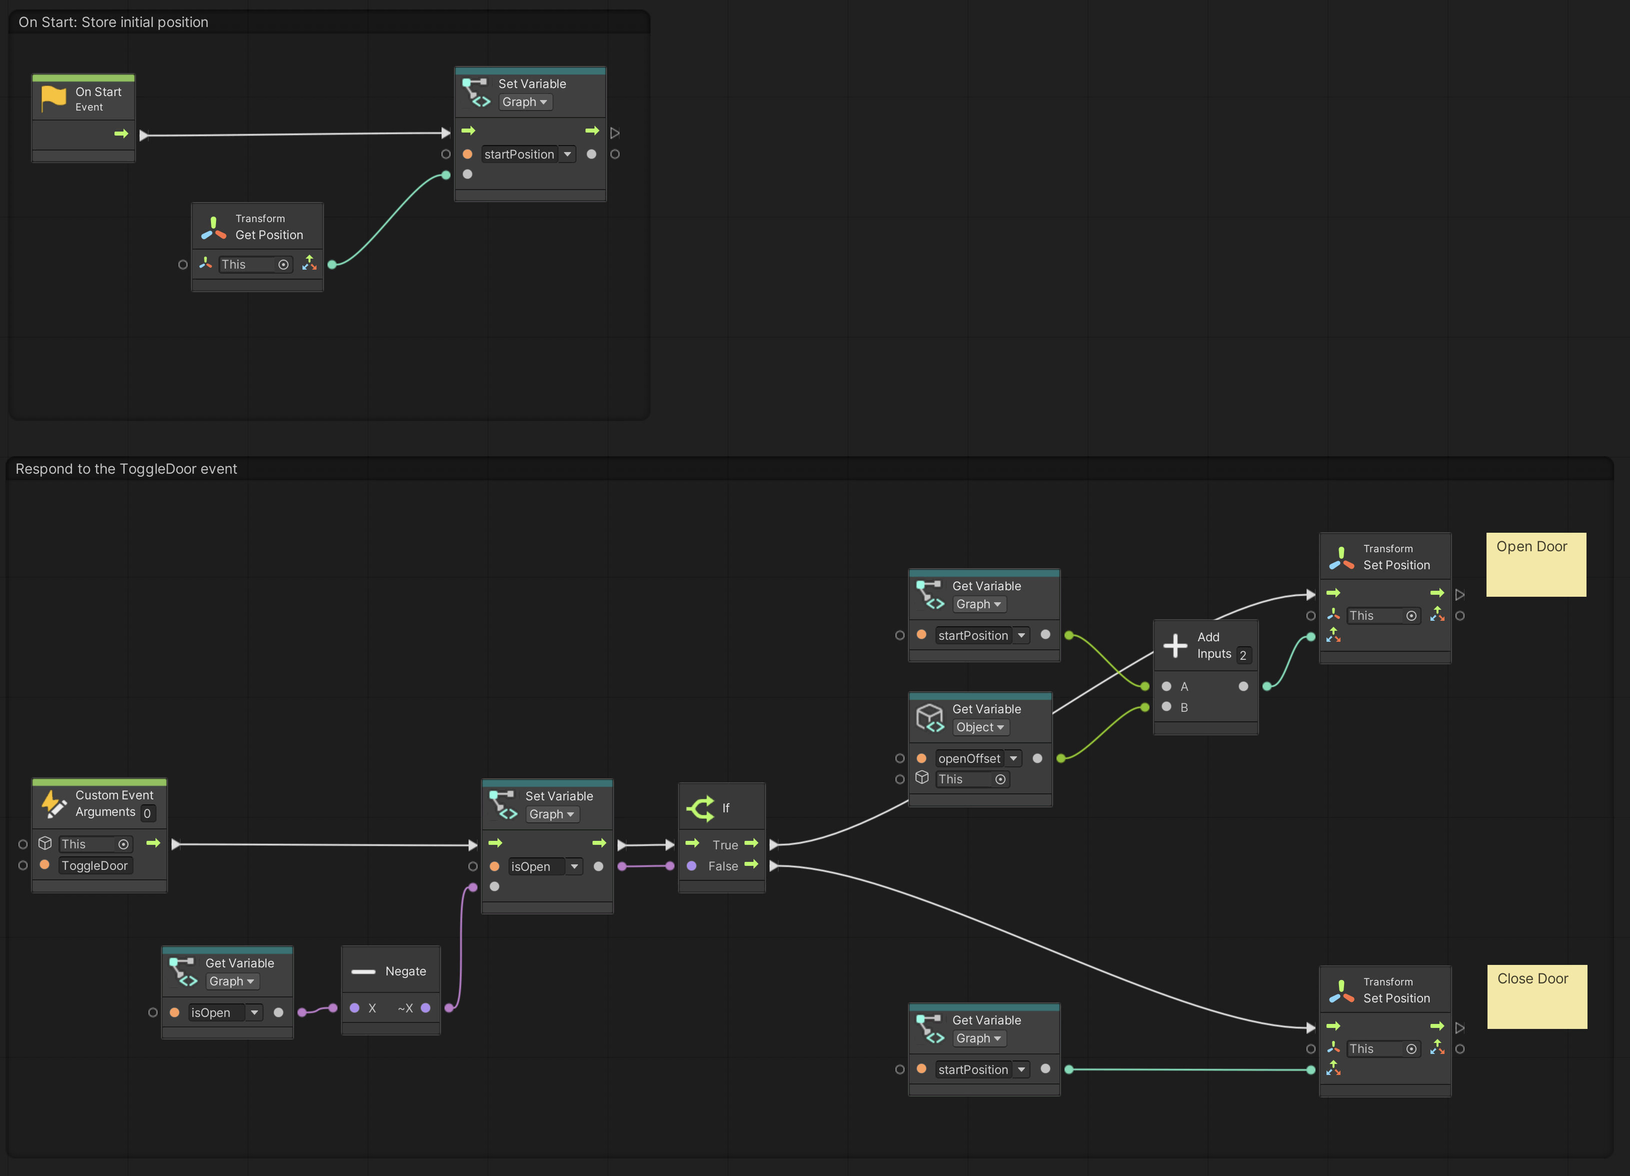 On Start: Store initial position
On Start
Event
Set Variable
Graph
startPosition
Transform
Get Position
This
Respond to the ToggleDoor event
Transform
Set Position
This
Open Door
Get Variable
Graph
startPosition
Add
Inputs 2
A
B
Get Variable
Object
openOffset
This
Custom Event
Arguments 0
This
ToggleDoor
Set Variable
Graph
isOpen
If
True
False
Get Variable
Graph
isOpen
Negate
X ~X
Get Variable
Graph
startPosition
Transform
Set Position
This
Close Door